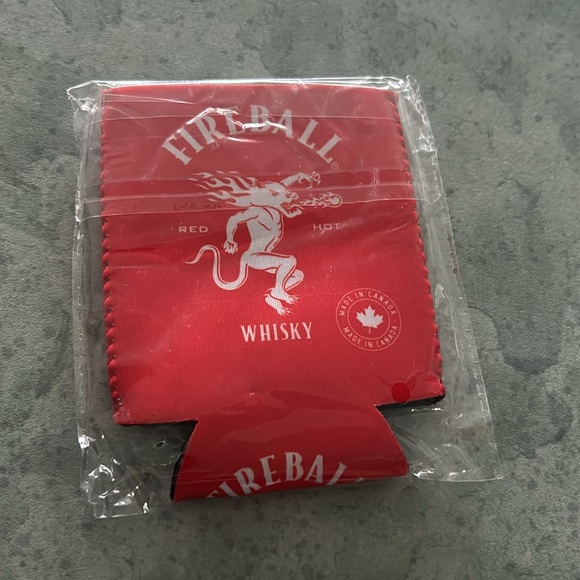 FIREBALL®
RED HOT
WHISKY
MADE IN CANADA
MADE IN CANADA
FIREBALL